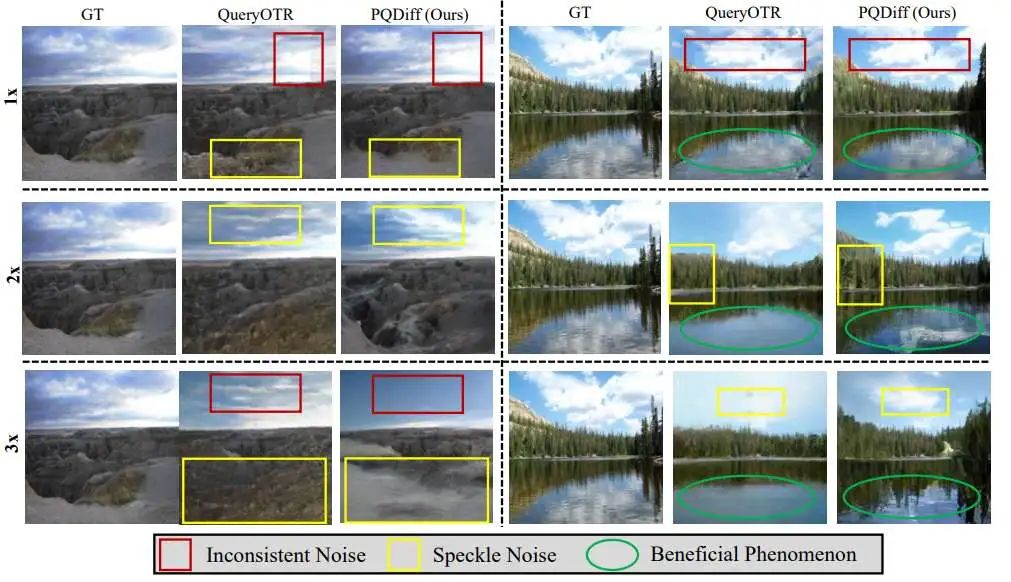 GT QueryOTR PQDiff (Ours) GT QueryOTR PQDiff (Ours)
1x
2x
3x
Inconsistent Noise Speckle Noise Beneficial Phenomenon